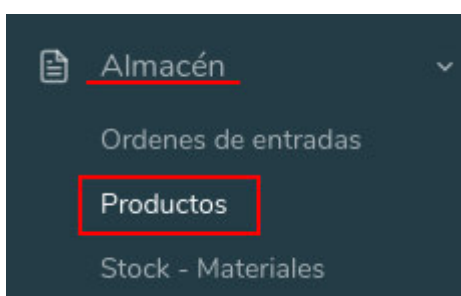 Almacén
Ordenes de entradas
Productos
Stock - Materiales